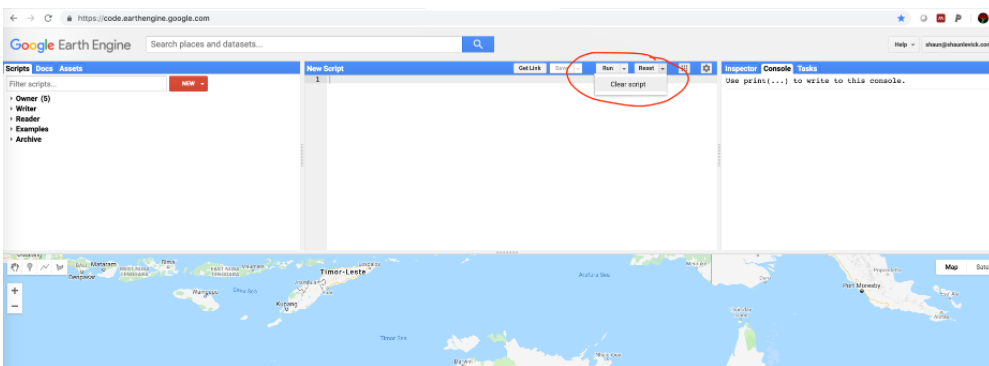 https://code.earthengine.google.com
Google Earth Engine
Search places and datasets...
Help
shaun@shaunlevick.com
Scripts Docs Assets
Filter scripts...
NEW
Owner (5)
Writer
Reader
Examples
Archive
New Script
Get Link
Save
Run
Reset
Clear script
1
Inspector Console Tasks
Use print(...) to write to this console.
Mataram
Denpasar
Bima
Waingapu
Kupang
Timor-Leste
Timor Sea
Arafura Sea
Darwin
Port Moresby
Map
Sate